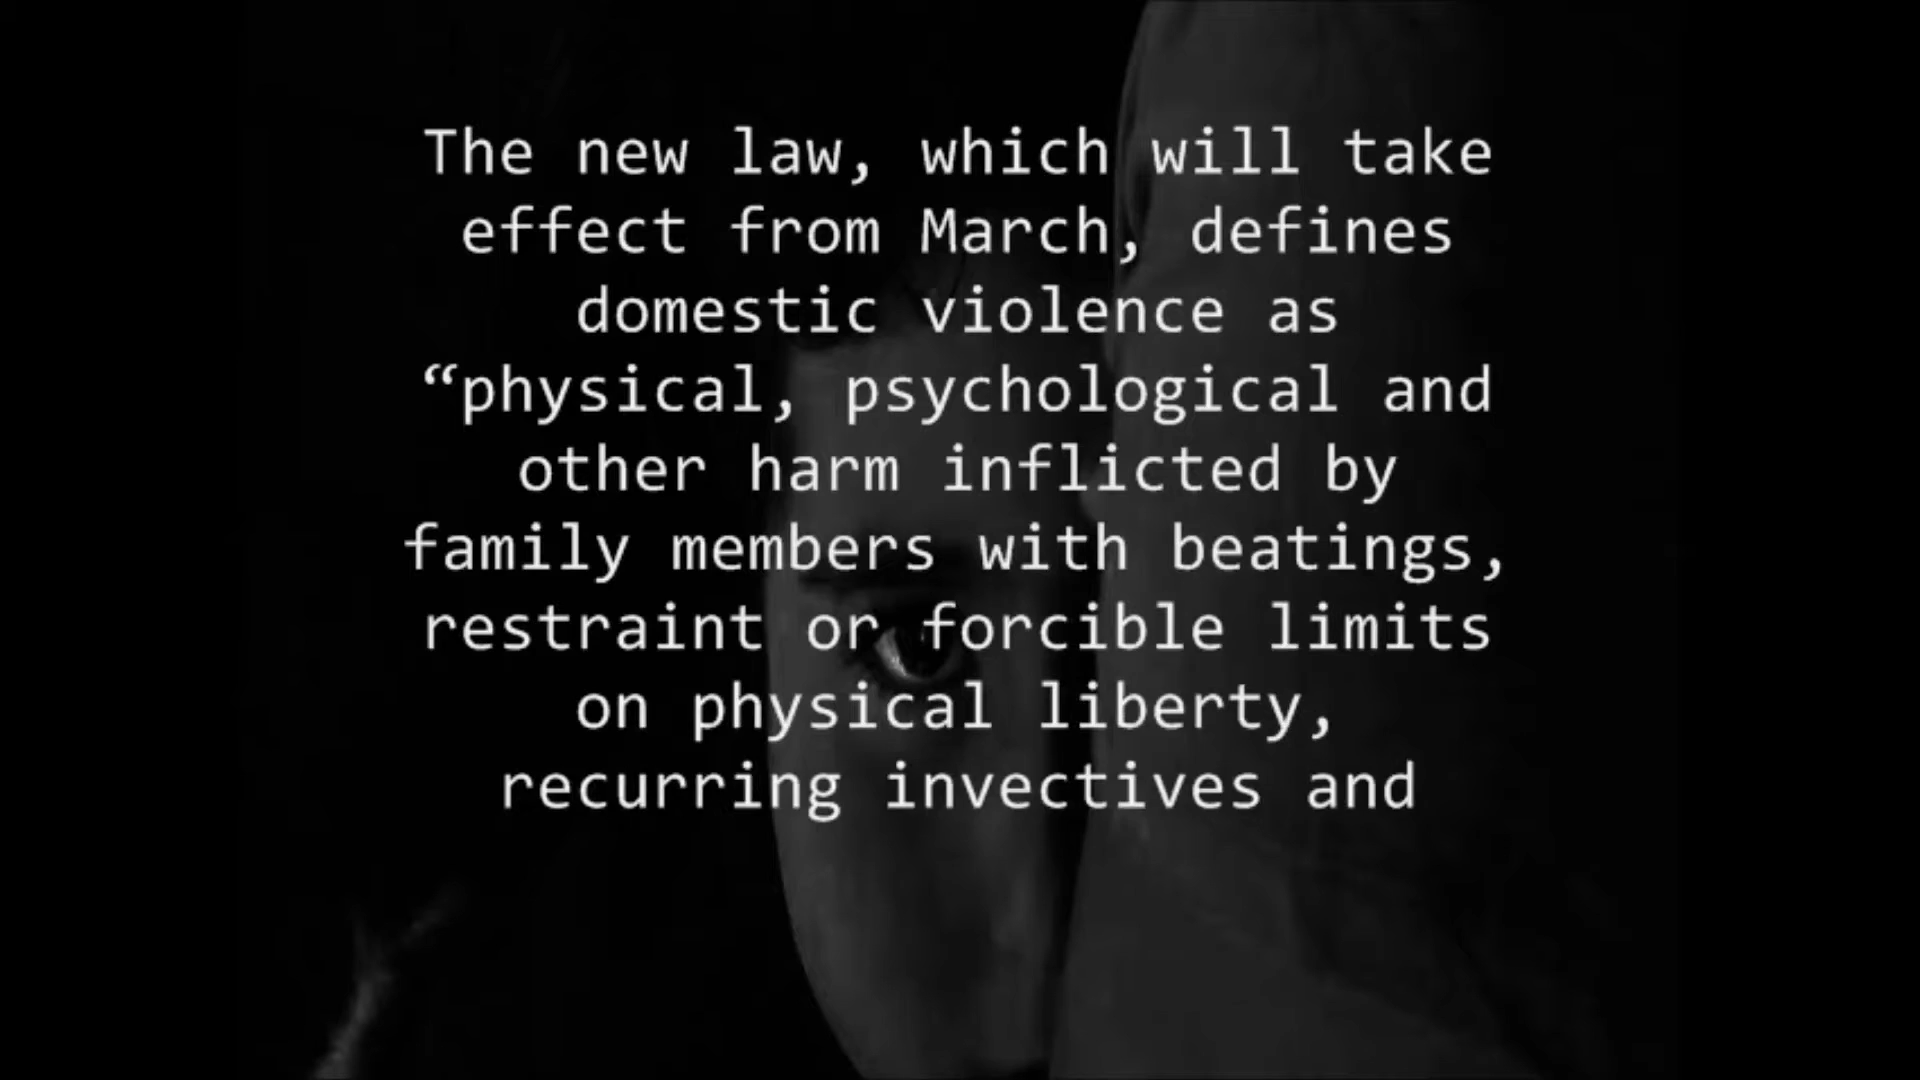 The new law, which will take
effect from March, defines
domestic violence as
“physical, psychological and
other harm inflicted by
family members with beatings,
restraint or forcible limits
on physical liberty,
recurring invectives and